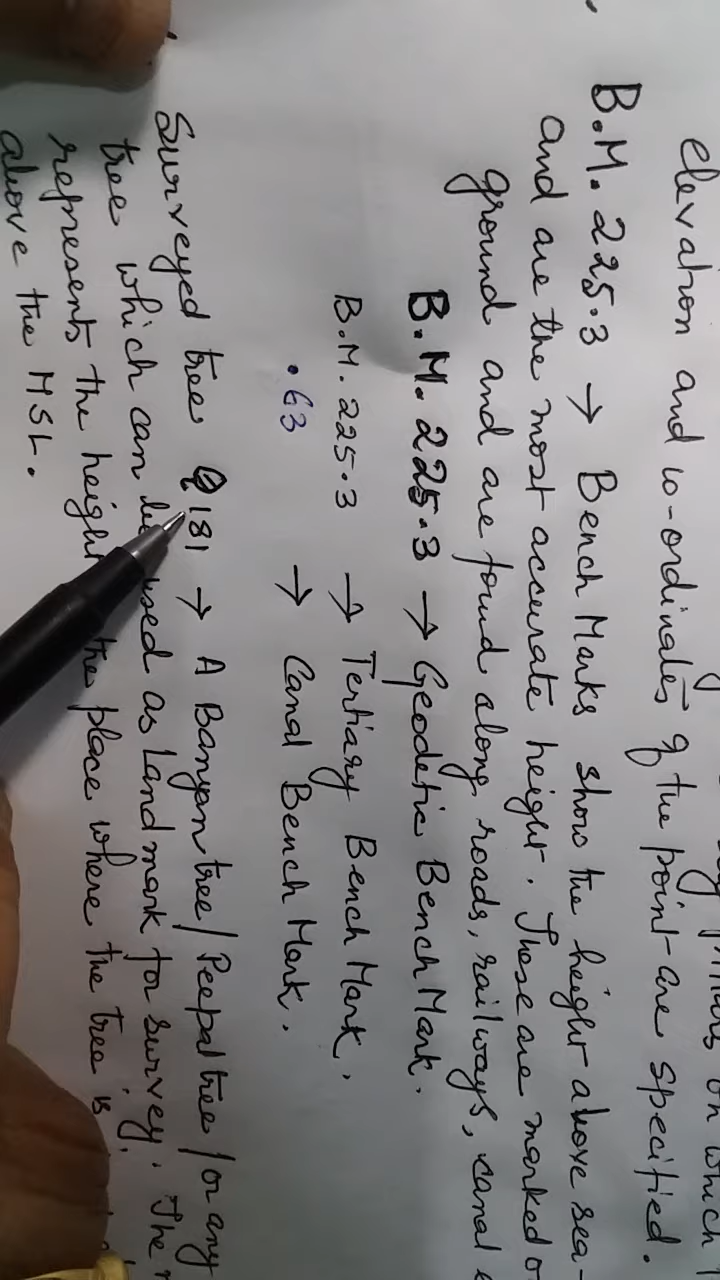 on which
elevation and co-ordinates of the point are specified.
B.M. 225.3 → Bench Marks show the height above sea-
and are the most accurate height. These are marked o
ground and are found along roads, railways, canal
B.M. 225.3 → Geodetic Bench Mark.
B.M. 225.3 → Tertiary Bench Mark.
.63 → Canal Bench Mark.
Surveyed tree 181 → A Banyan tree/Peepal tree/or any
tree which can be used as Landmark for survey. The
represents the height the place where the tree is
above the MSL.